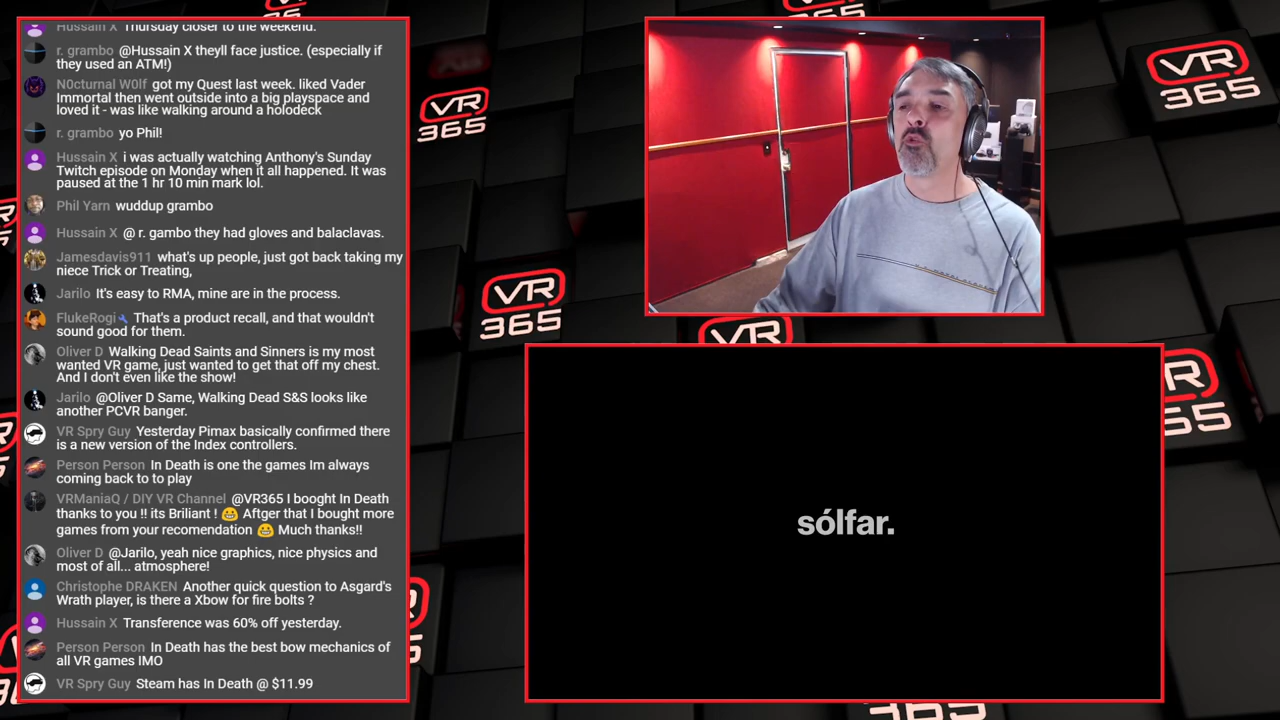 Hussain X Thursday closer to the weekend.
r. grambo @Hussain X theyll face justice. (especially if
they used an ATM!)
N0cturnal W0lf got my Quest last week. liked Vader
Immortal then went outside into a big playspace and
loved it - was like walking around a holodeck
r. grambo yo Phil!
Hussain X i was actually watching Anthony's Sunday
Twitch episode on Monday when it all happened. It was
paused at the 1 hr 10 min mark lol.
Phil Yarn wuddup grambo
Hussain X @ r. gambo they had gloves and balaclavas.
Jamesdavis911 what's up people, just got back taking my
niece Trick or Treating,
Jarilo It's easy to RMA, mine are in the process.
FlukeRogi That's a product recall, and that wouldn't
sound good for them.
Oliver D Walking Dead Saints and Sinners is my most
wanted VR game, just wanted to get that off my chest.
And I don't even like the show!
Jarilo @Oliver D Same, Walking Dead S&S looks like
another PCVR banger.
VR Spry Guy Yesterday Pimax basically confirmed there
is a new version of the Index controllers.
Person Person In Death is one the games Im always
coming back to to play
VRManiaQ / DIY VR Channel @VR365 I booght In Death
thanks to you !! its Briliant ! 😀 Aftger that I bought more
games from your recomendation 😀 Much thanks!!
Oliver D @Jarilo, yeah nice graphics, nice physics and
most of all... atmosphere!
Christophe DRAKEN Another quick question to Asgard's
Wrath player, is there a Xbow for fire bolts ?
Hussain X Transference was 60% off yesterday.
Person Person In Death has the best bow mechanics of
all VR games IMO
VR Spry Guy Steam has In Death @ $11.99
VR
365
VR
365
VR
365
VR
sólfar.